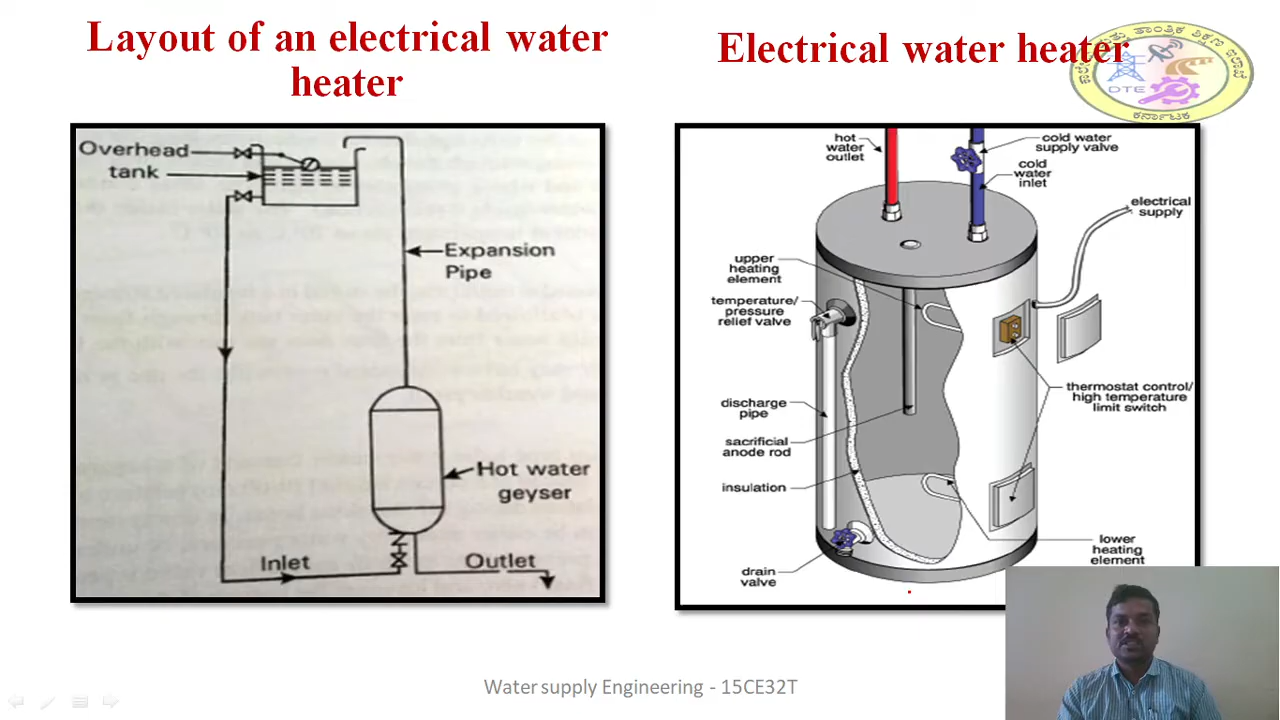 Layout of an electrical water
heater
Electrical water heater
DTE
ಕರ್ನಾಟಕ
Overhead
tank
Expansion
Pipe
Hot water
geyser
Inlet
Outlet
hot
water
outlet
cold water
supply valve
cold
water
inlet
electrical
supply
upper
heating
element
temperature/
pressure
relief valve
thermostat control/
high temperature
limit switch
discharge
pipe
sacrificial
anode rod
insulation
lower
heating
element
drain
valve
Water supply Engineering - 15CE32T